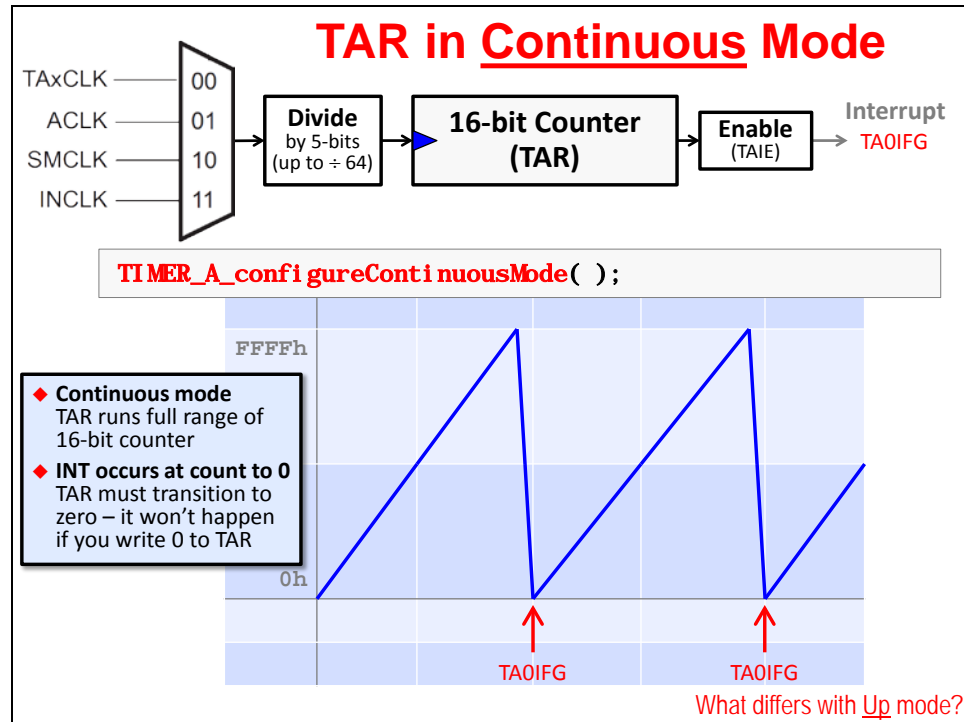 TAR in Continuous Mode
TAxCLK
00
ACLK
01
SMCLK
10
INCLK
11
Divide
by 5-bits
(up to ÷ 64)
16-bit Counter
(TAR)
Enable
(TAIE)
Interrupt
TA0IFG
TIMER_A_configureContinuousMode( );
FFFFh
◆ Continuous mode
TAR runs full range of
16-bit counter
◆ INT occurs at count to 0
TAR must transition to
zero – it won't happen
if you write 0 to TAR
0h
TA0IFG
TA0IFG
What differs with Up mode?